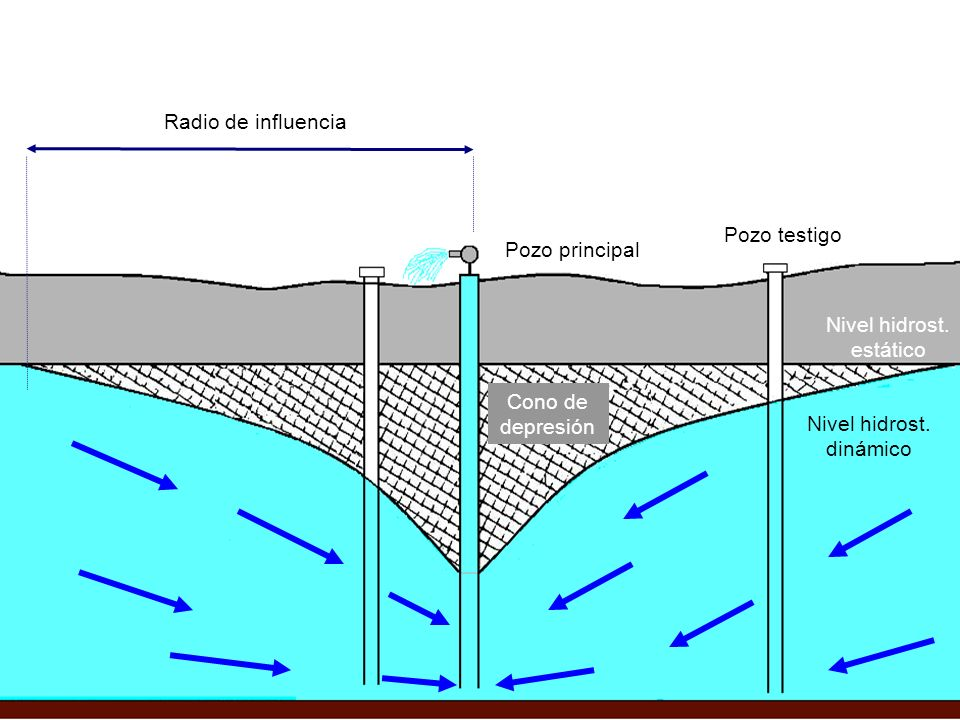 Radio de influencia
Pozo testigo
Pozo principal
Nivel hidrost.
estático
Cono de
depresión
Nivel hidrost.
dinámico